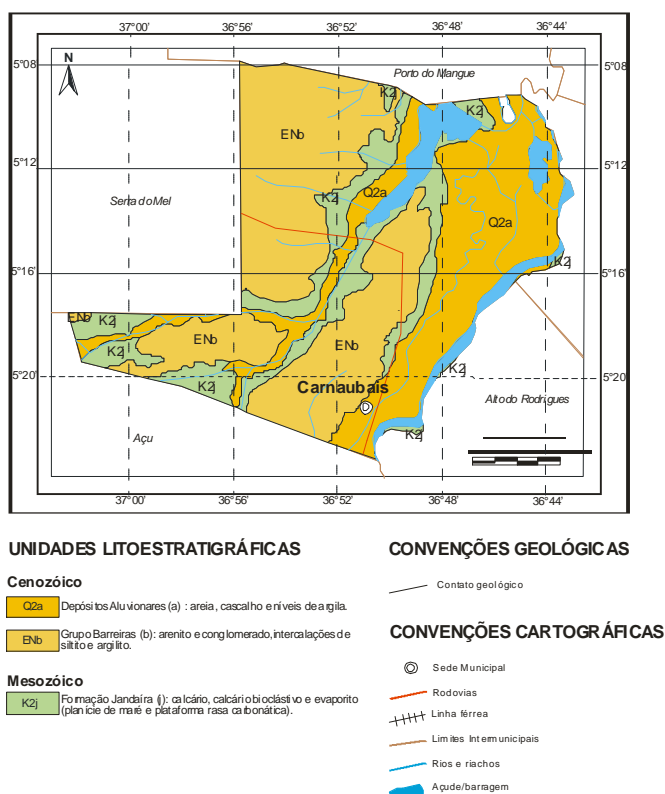 37°00' 36°56' 36°52' 36°48' 36°44'
N
5°08' 5°08'
Porto do Mangue
K2j
K2j
ENb
5°12' 5°12'
Serra do Mel
K2j
Q2a
Q2a
5°16' 5°16'
K2j
ENb K2j
K2j
ENb
ENb
K2j
K2j
5°20' 5°20'
Carnaubais
Alto do Rodrigues
Açu
K2j
37°00' 36°56' 36°52' 36°48' 36°44'
UNIDADES LITOESTRATIGRÁFICAS
Cenozóico
Q2a Depósitos Aluvionares (a) : areia, cascalho e níveis de argila.
ENb Grupo Barreiras (b): arenito e conglomerado, intercalações de
siltito e argilito.
Mesozóico
K2j Formação Jandaíra (j): calcário, calcário bioclástivo e evaporito
(planície de maré e plataforma rasa carbonática).
CONVENÇÕES GEOLÓGICAS
Contato geológico
CONVENÇÕES CARTOGRÁFICAS
Sede Municipal
Rodovias
Linha férrea
Limites Intermunicipais
Rios e riachos
Açude/barragem